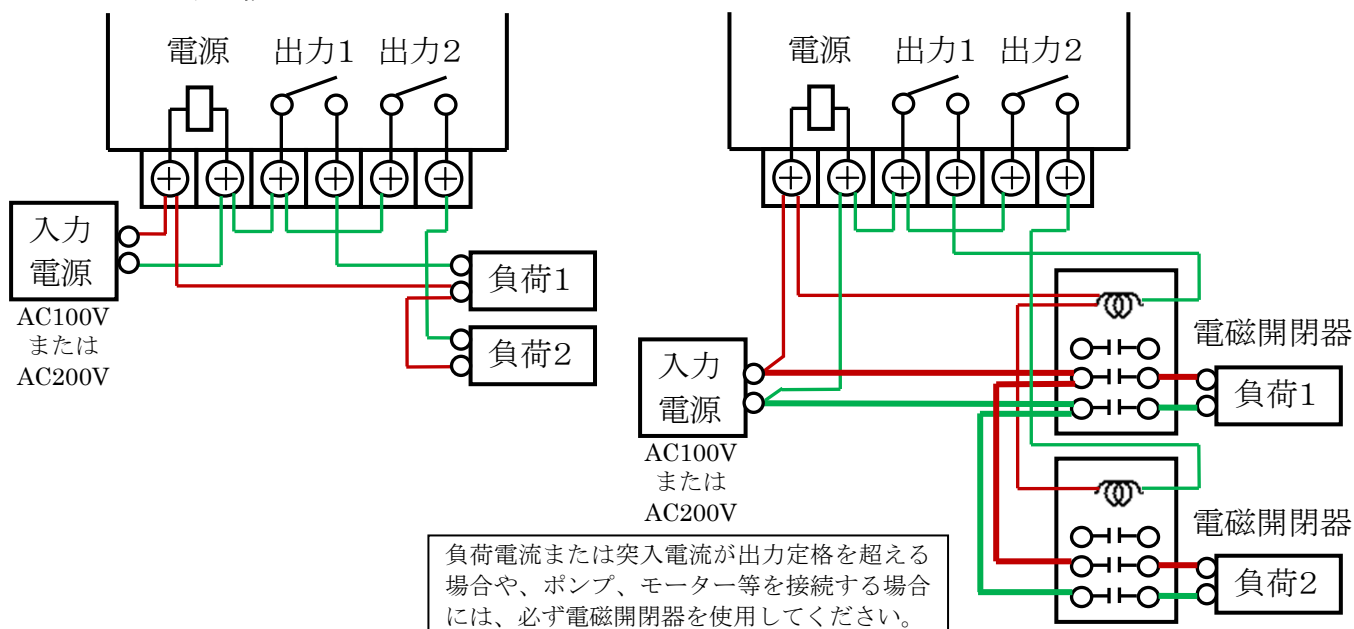 電源 出力1 出力2
入力
電源
AC100V
または
AC200V
負荷1
負荷2
電源 出力1 出力2
入力
電源
AC100V
または
AC200V
電磁開閉器
負荷1
電磁開閉器
負荷2
負荷電流または突入電流が出力定格を超える
場合や、ポンプ、モーター等を接続する場合
には、必ず電磁開閉器を使用してください。